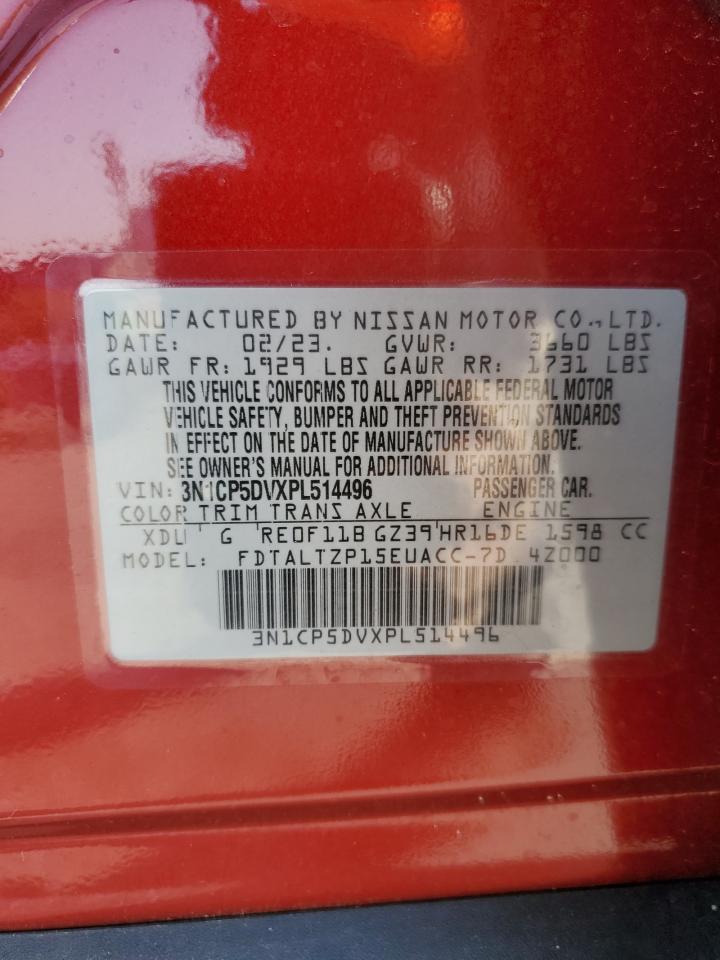 MANUFACTURED BY NISSAN MOTOR CO., LTD.
DATE: 02/23. GVWR: 3660 LBS
GAWR FR: 1929 LBS GAWR RR: 1731 LBS
THIS VEHICLE CONFORMS TO ALL APPLICABLE FEDERAL MOTOR
VEHICLE SAFETY, BUMPER AND THEFT PREVENTION STANDARDS
IN EFFECT ON THE DATE OF MANUFACTURE SHOWN ABOVE.
SEE OWNER'S MANUAL FOR ADDITIONAL INFORMATION.
VIN: 3N1CP5DVXPL514496 PASSENGER CAR.
COLOR TRIM TRANS AXLE ENGINE
XDU G RE0F11B GZ39 HR16DE 1598 CC
MODEL: FDTALTZP15EUACC-7D 4Z000
3N1CP5DVXPL514496